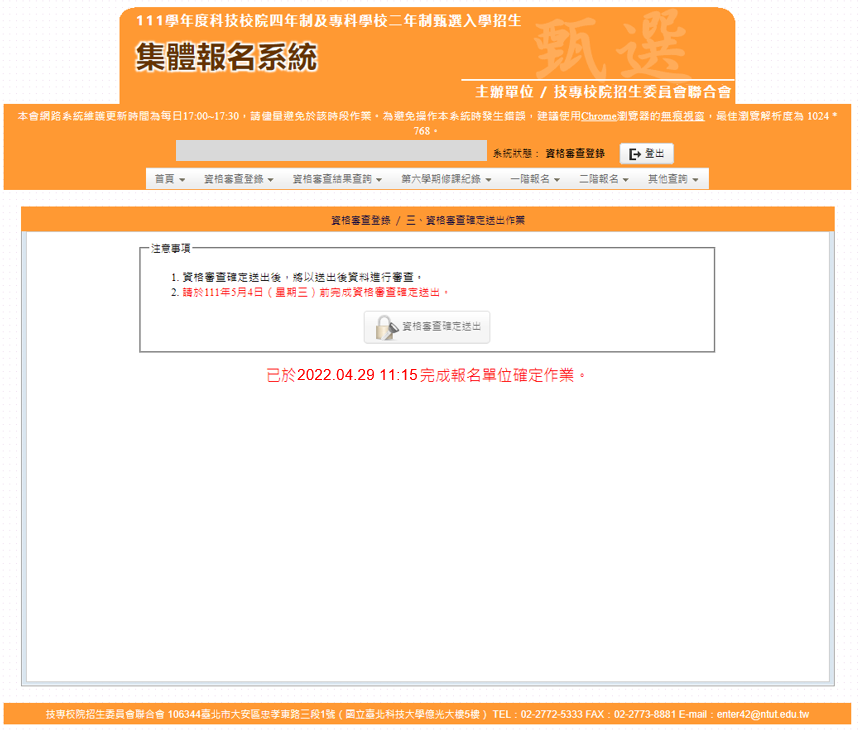 111學年度科技校院四年制及專科學校二年制甄選入學招生
甄選
集體報名系統
主辦單位 / 技專校院招生委員會聯合會
本會網路系統維護更新時間為每日17:00~17:30，請儘量避免於該時段作業。為避免操作本系統時發生錯誤，建議使用Chrome瀏覽器的無痕視窗，最佳瀏覽解析度為 1024 *
768。
系統狀態： 資格審查登錄 登出
首頁 資格審查登錄 資格審查結果查詢 第六學期修課紀錄 一階報名 二階報名 其他查詢
資格審查登錄 / 三、資格審查確定送出作業
注意事項
1. 資格審查確定送出後，將以送出後資料進行審查。
2. 請於111年5月4日（星期三）前完成資格審查確定送出。
資格審查確定送出
已於2022.04.29 11:15完成報名單位確定作業。
技專校院招生委員會聯合會 106344臺北市大安區忠孝東路三段1號（國立臺北科技大學億光大樓5樓） TEL：02-2772-5333 FAX：02-2773-8881 E-mail：enter42@ntut.edu.tw